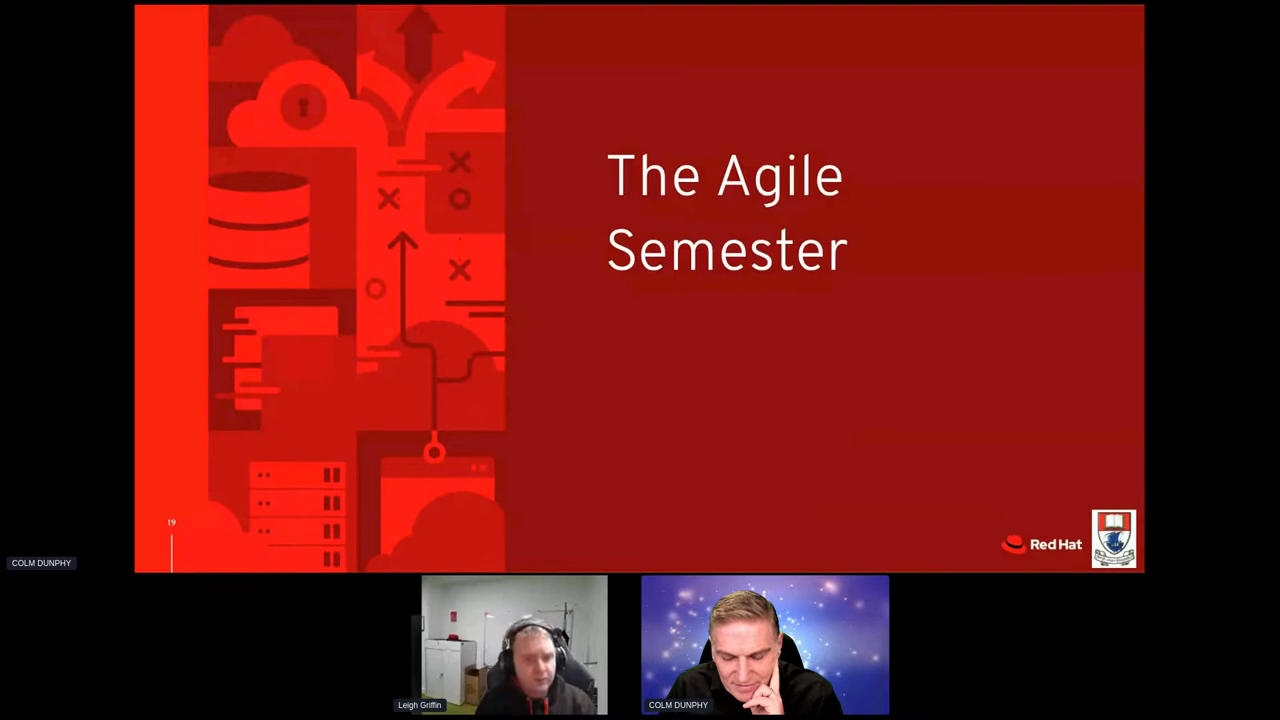 The Agile
Semester
19
Red Hat
COLM DUNPHY
Leigh Griffin
COLM DUNPHY